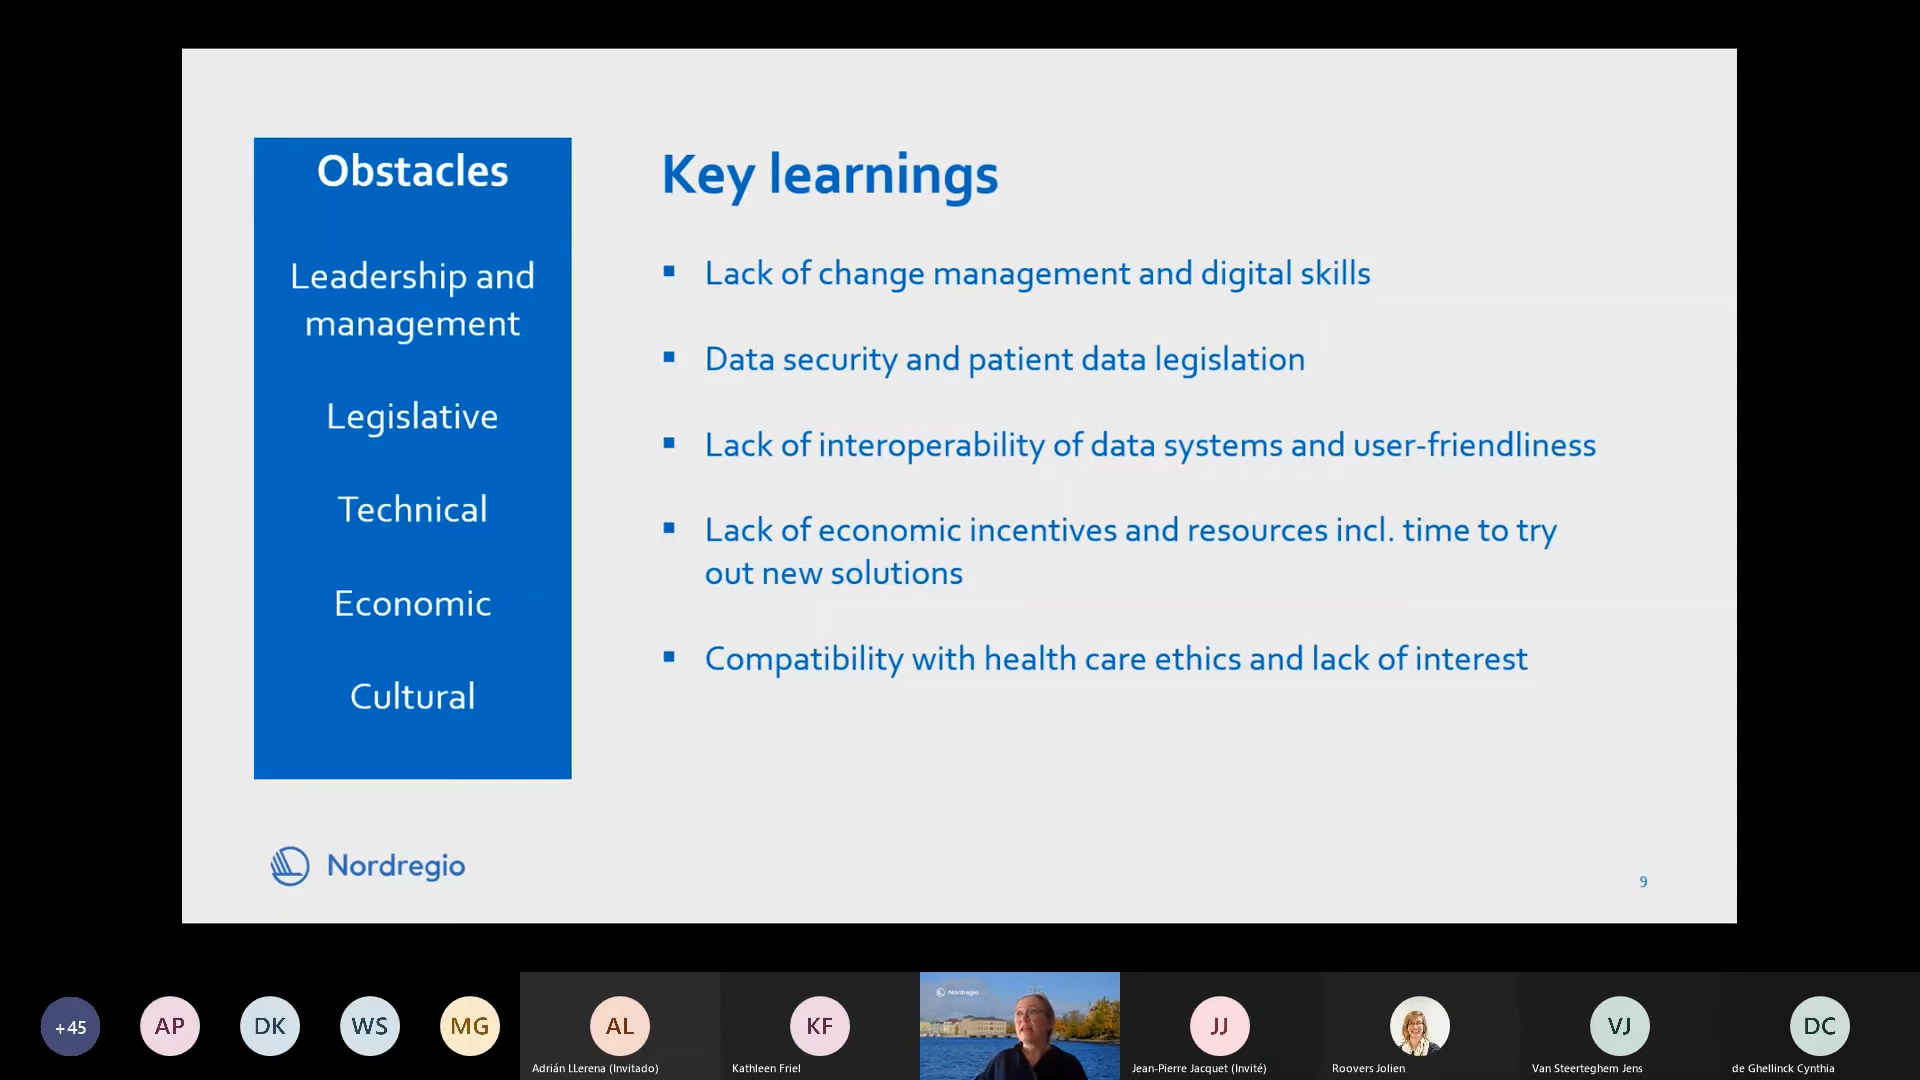 Obstacles
Leadership and
management
Legislative
Technical
Economic
Cultural
Key learnings
▪ Lack of change management and digital skills
▪ Data security and patient data legislation
▪ Lack of interoperability of data systems and user-friendliness
▪ Lack of economic incentives and resources incl. time to try
out new solutions
▪ Compatibility with health care ethics and lack of interest
Nordregio
9
+45
AP
DK
WS
MG
AL
Adrián LLerena (Invitado)
KF
Kathleen Friel
Nordregio
JJ
Jean-Pierre Jacquet (Invité)
Roovers Jolien
VJ
Van Steerteghem Jens
DC
de Ghellinck Cynthia